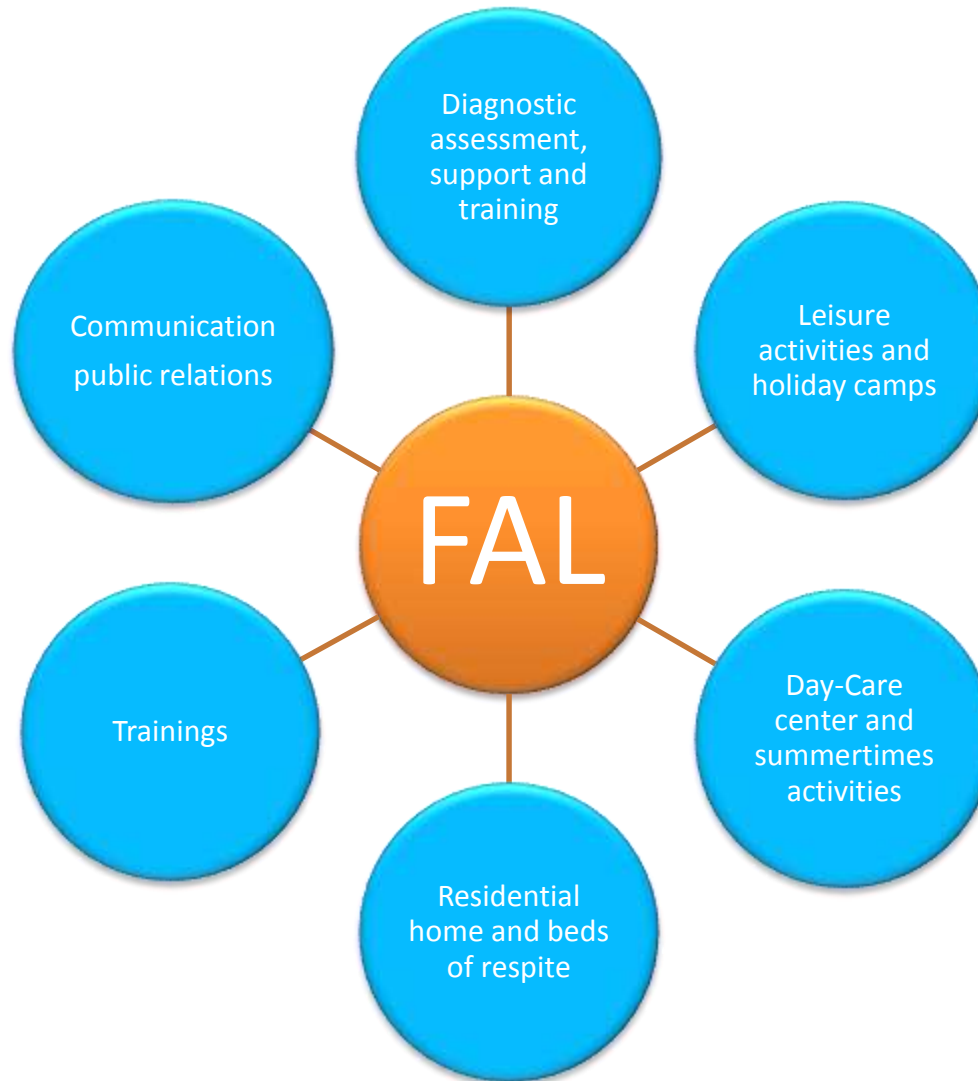 Diagnostic
assessment,
support and
training
Leisure
activities and
holiday camps
Day-Care
center and
summertimes
activities
Residential
home and beds
of respite
Trainings
Communication
public relations
FAL